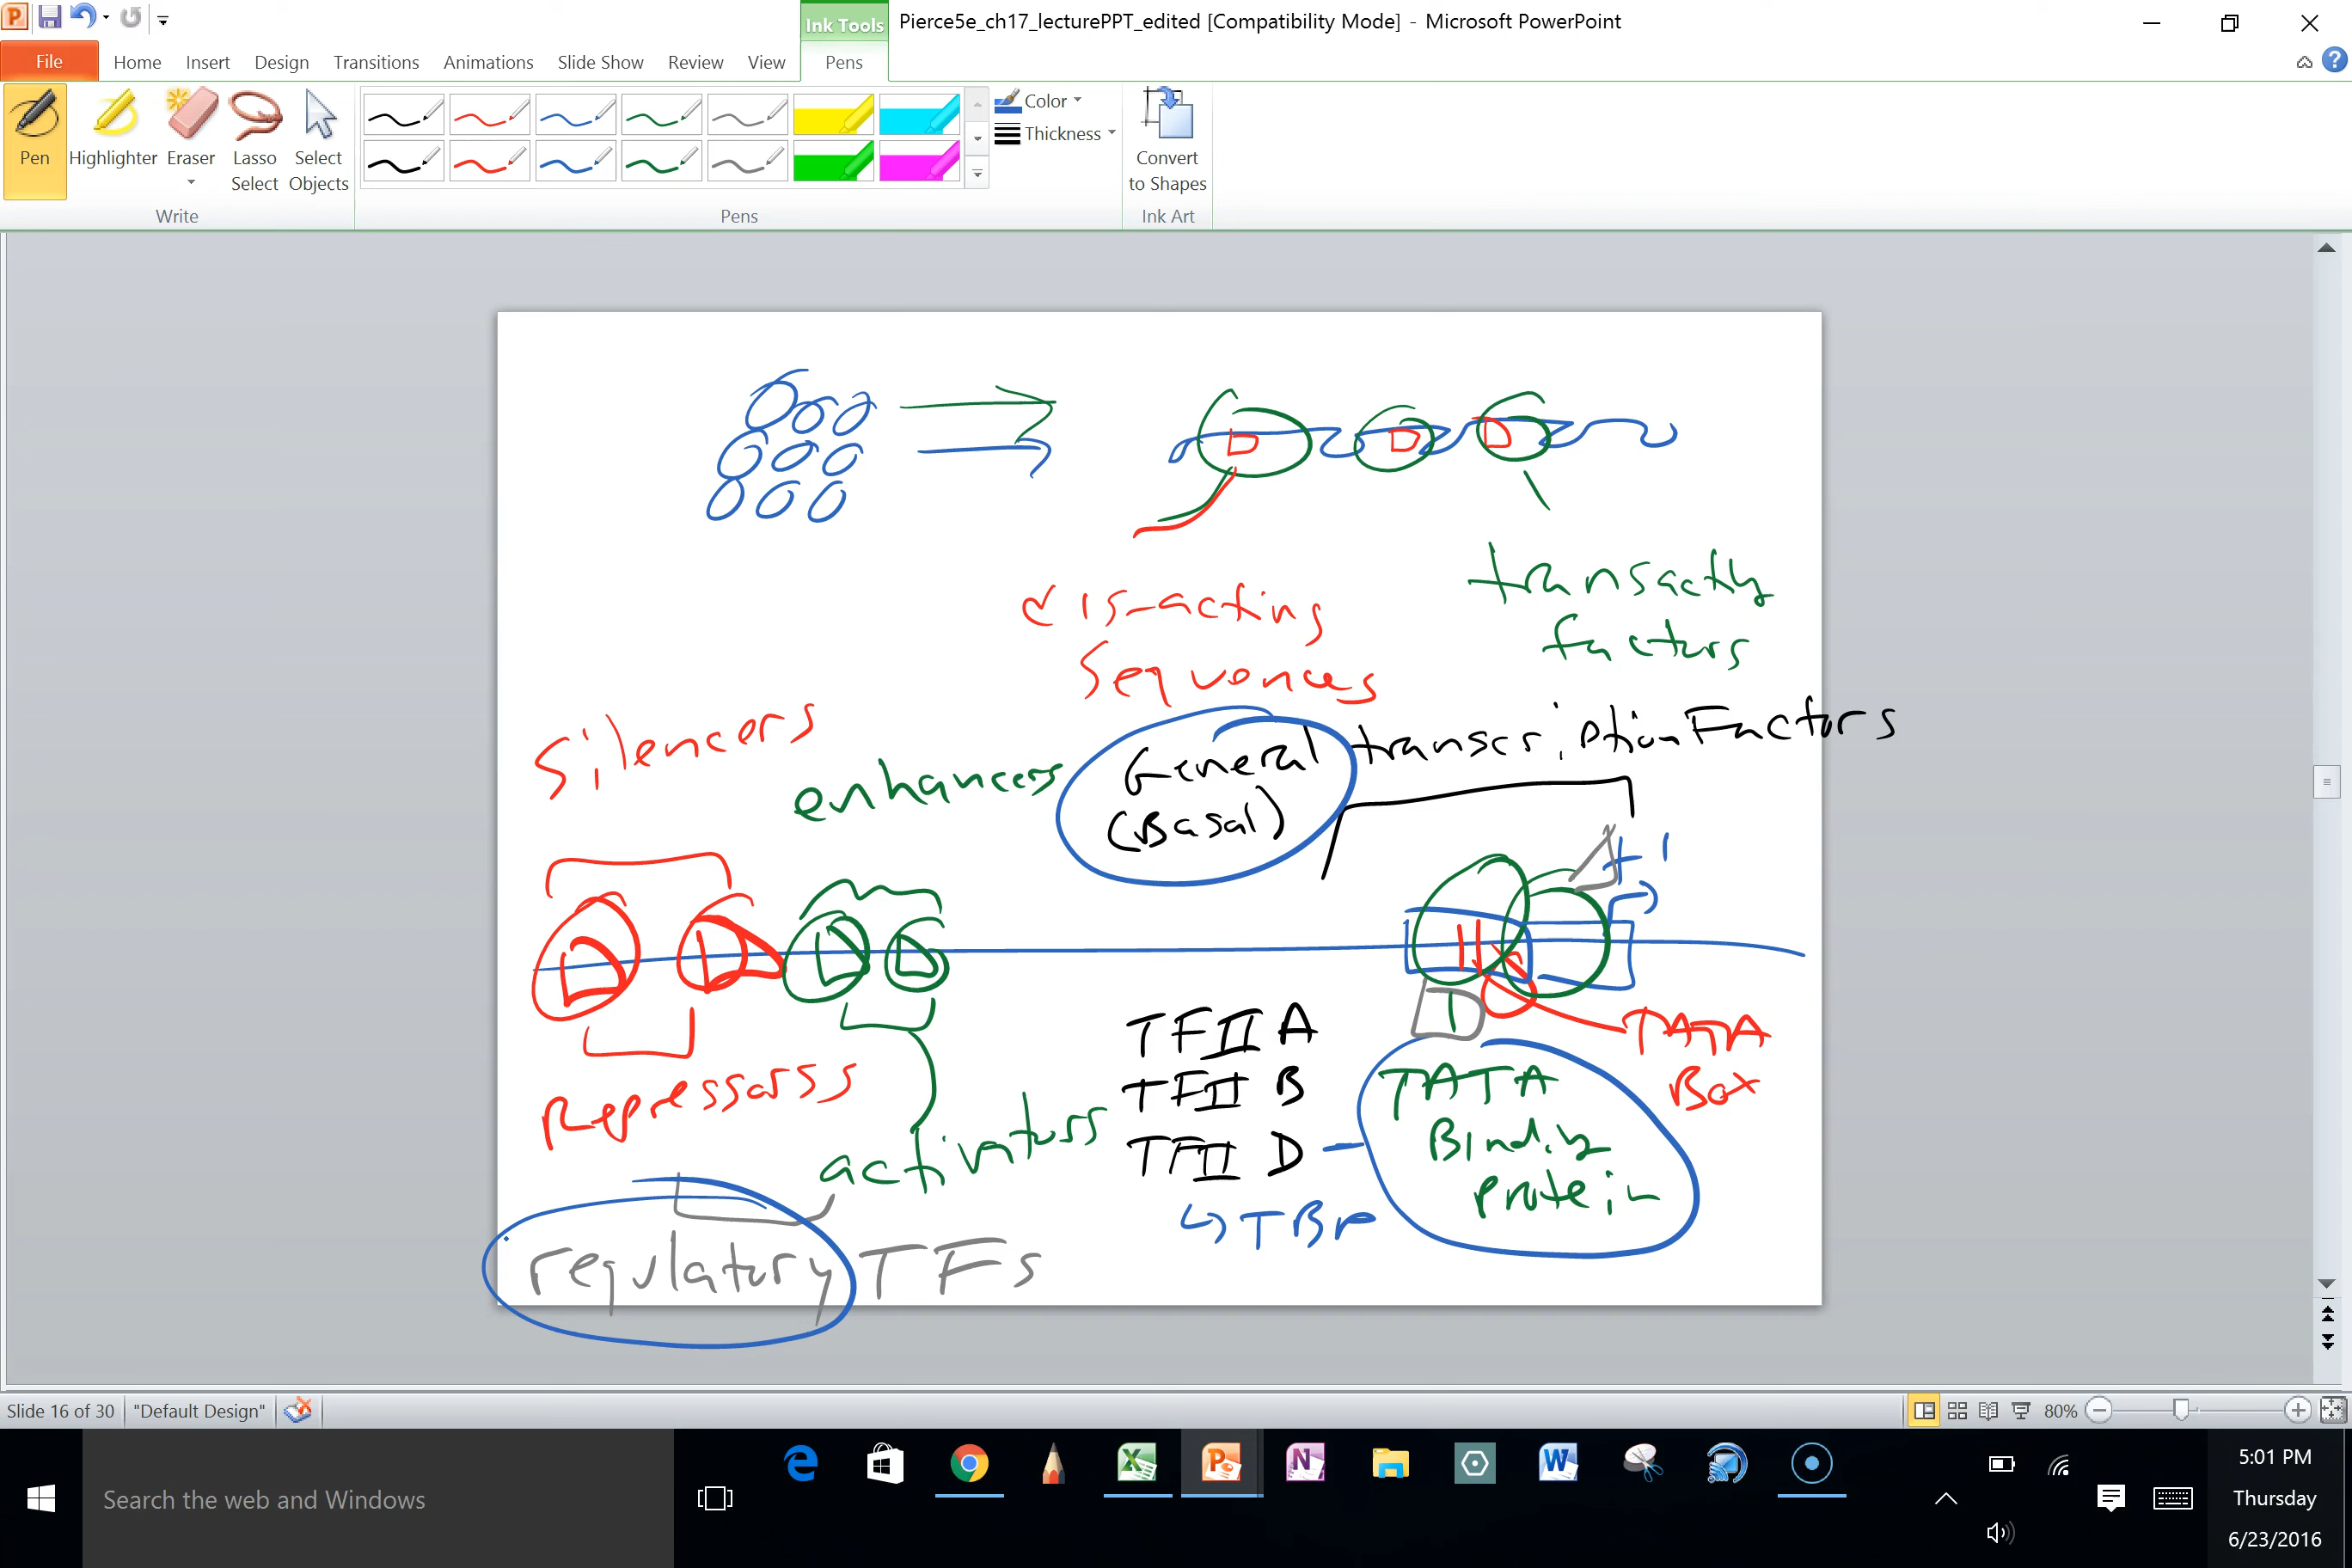 Ink Tools
Pierce5e_ch17_lecturePPT_edited [Compatibility Mode] - Microsoft PowerPoint
File
Home
Insert
Design
Transitions
Animations
Slide Show
Review
View
Pens
Pen
Highlighter
Eraser
Lasso
Select
Select
Objects
Write
Pens
Color
Thickness
Convert
to Shapes
Ink Art
cis-acting
sequences
transacting
factors
Silencers
enhancers
General transcription Factors
(Basal)
+1
TATA
Box
TFII A
TFII B
TFII D -
TATA
Binding
protein
TBP
Repressors
activators
regulatory TFs
Slide 16 of 30
"Default Design"
80%
Search the web and Windows
5:01 PM
Thursday
6/23/2016